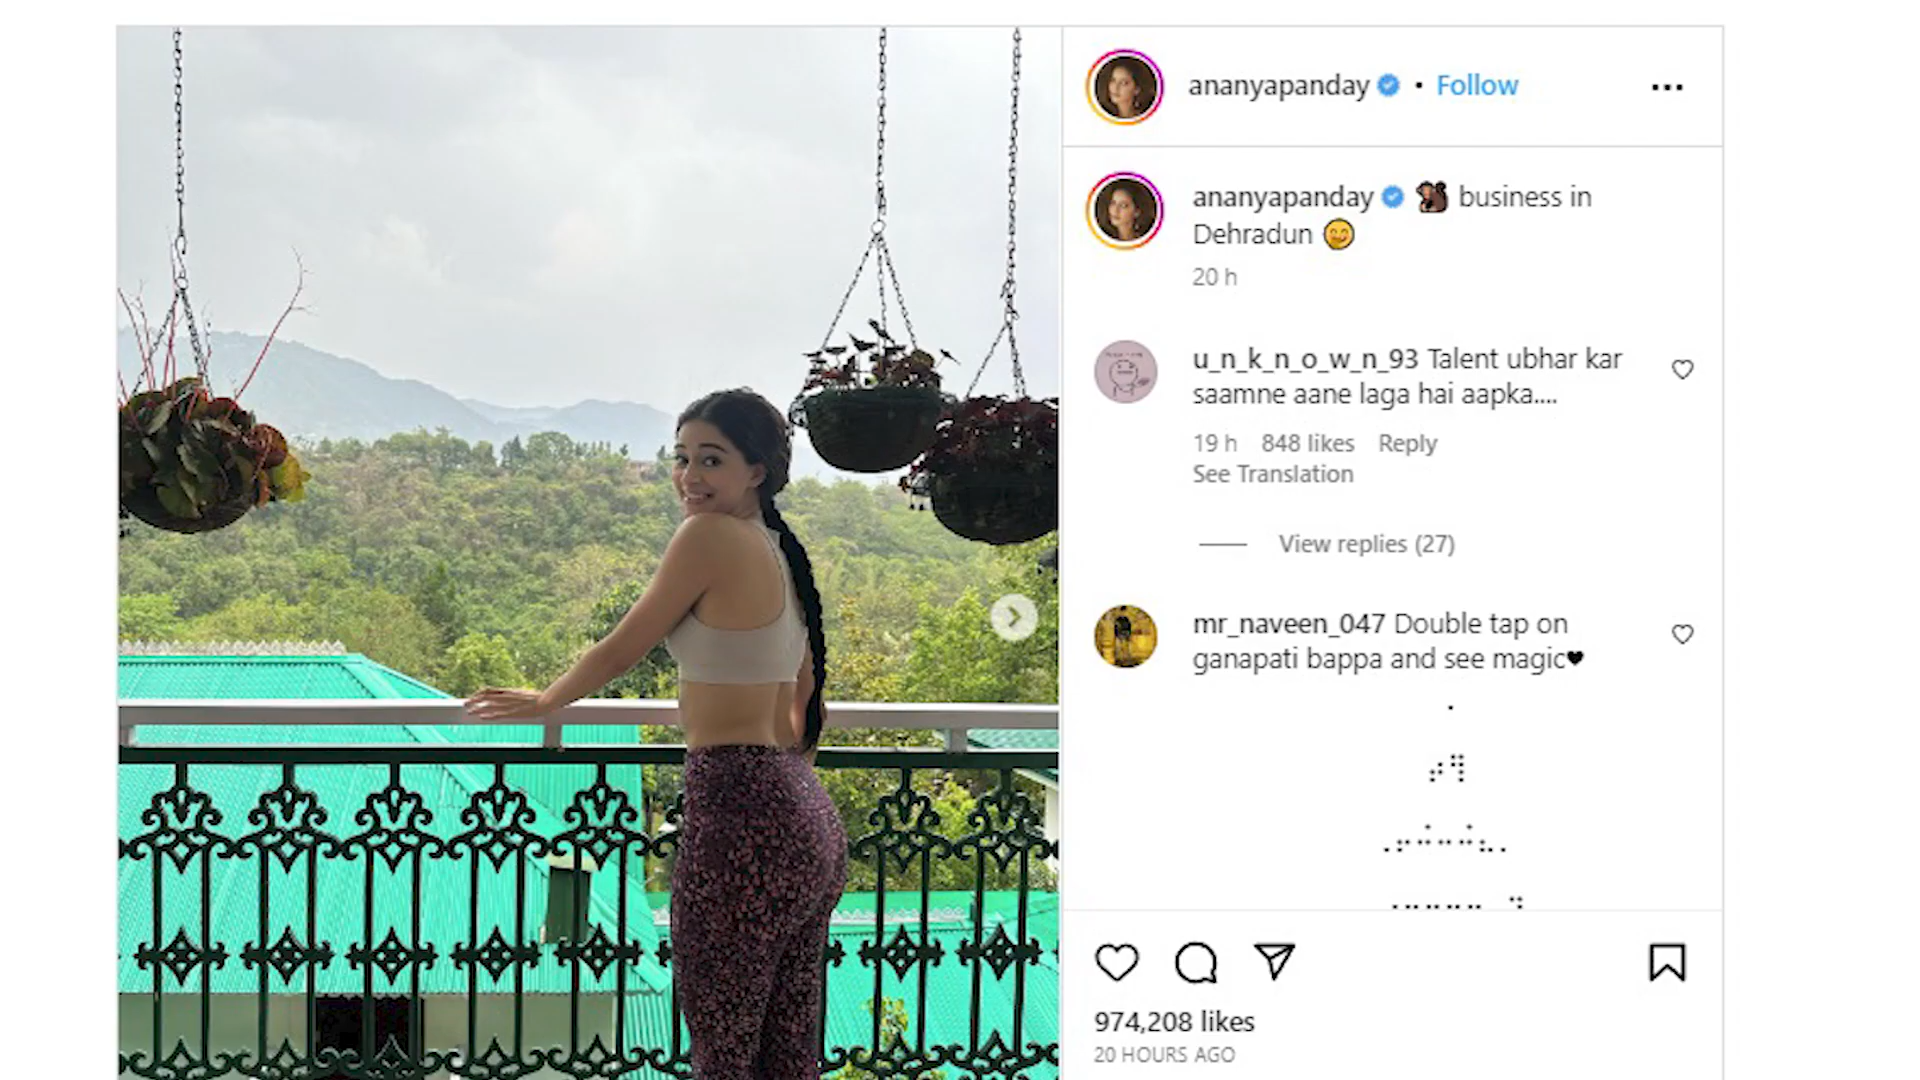 ananyapanday • Follow
ananyapanday 🐿️ business in
Dehradun 😋
20 h
u_n_k_n_o_w_n_93 Talent ubhar kar
saamne aane laga hai aapka....
19 h 848 likes Reply
See Translation
View replies (27)
mr_naveen_047 Double tap on
ganapati bappa and see magic🖤
974,208 likes
20 HOURS AGO